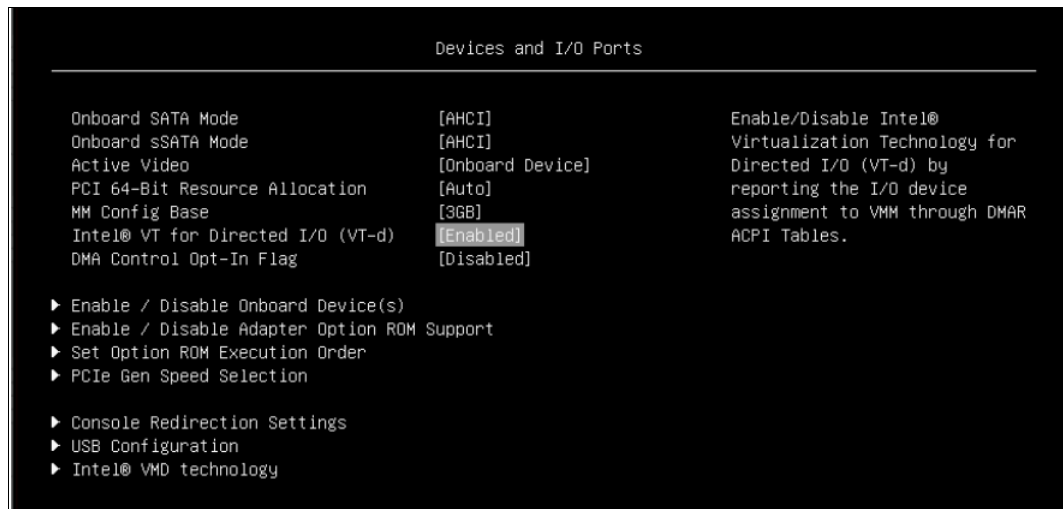 Devices and I/O Ports
Onboard SATA Mode [AHCI]
Onboard sSATA Mode [AHCI]
Active Video [Onboard Device]
PCI 64-Bit Resource Allocation [Auto]
MM Config Base [3GB]
Intel® VT for Directed I/O (VT-d) [Enabled]
DMA Control Opt-In Flag [Disabled]
Enable/Disable Intel®
Virtualization Technology for
Directed I/O (VT-d) by
reporting the I/O device
assignment to VMM through DMAR
ACPI Tables.
▶ Enable / Disable Onboard Device(s)
▶ Enable / Disable Adapter Option ROM Support
▶ Set Option ROM Execution Order
▶ PCIe Gen Speed Selection
▶ Console Redirection Settings
▶ USB Configuration
▶ Intel® VMD technology